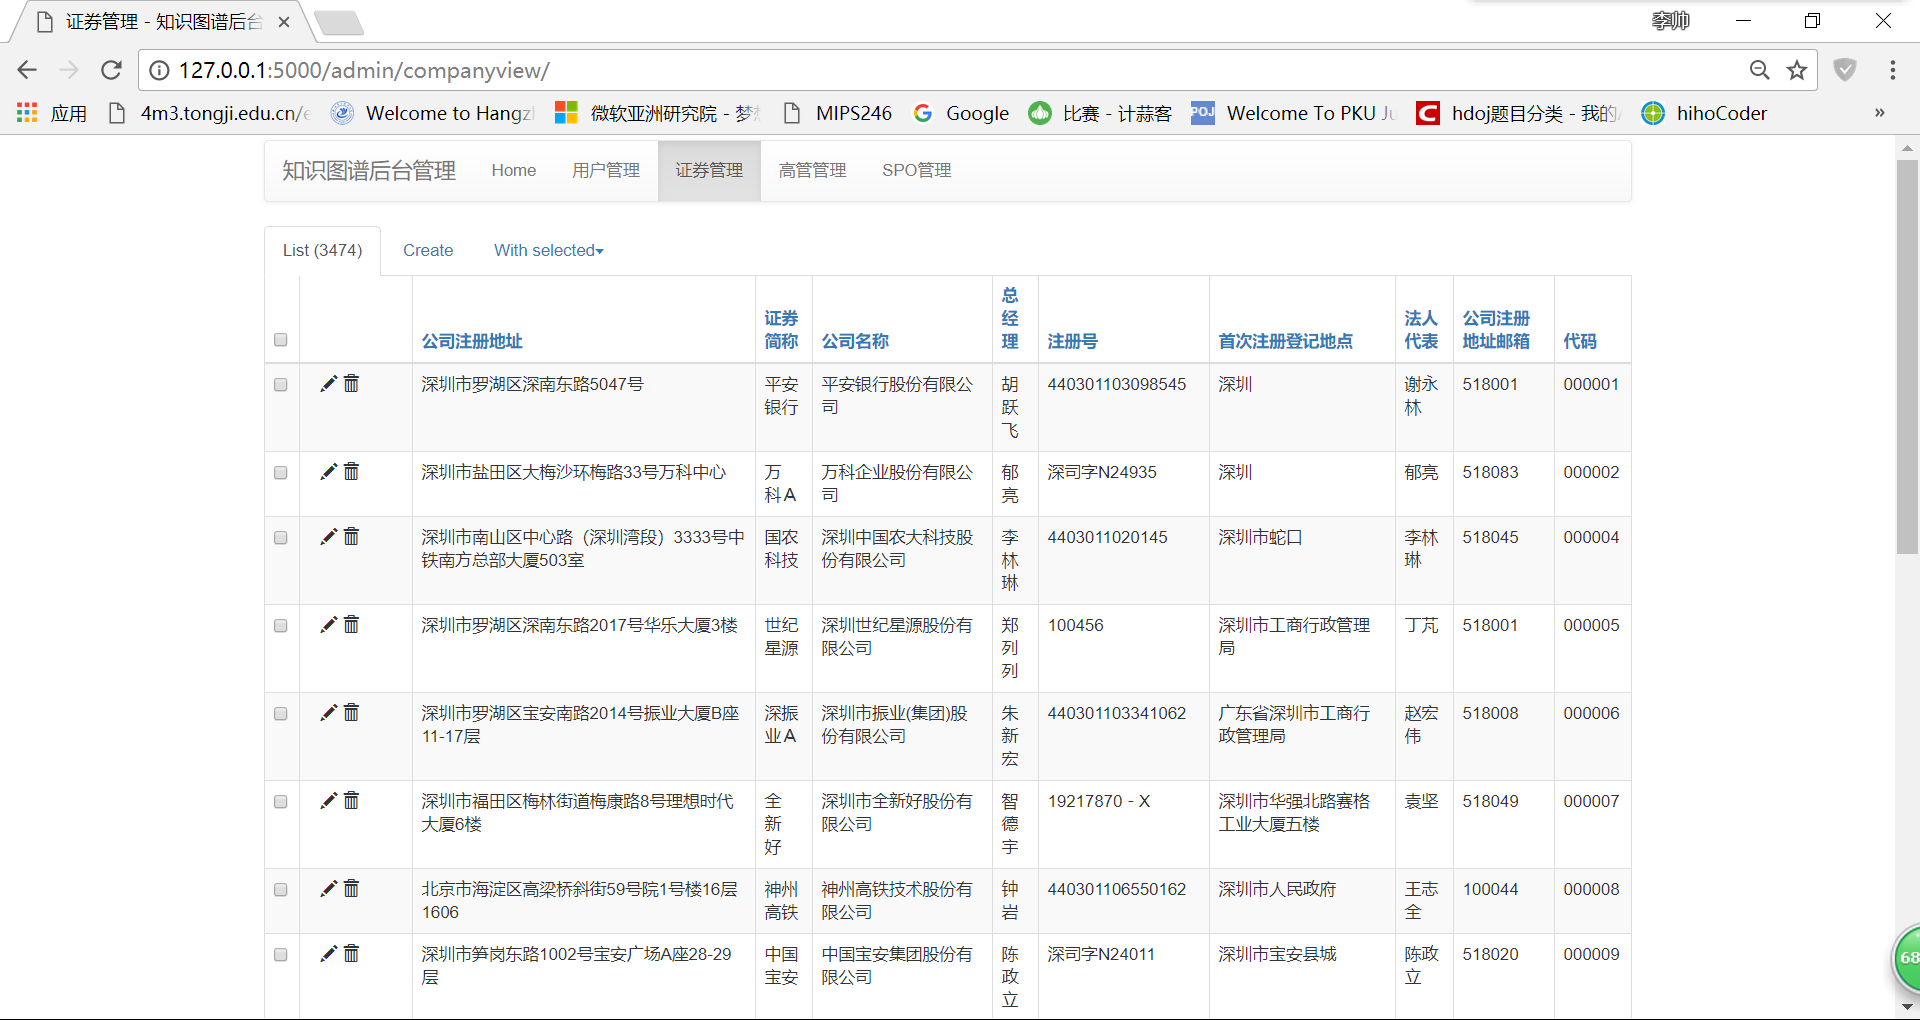 证券管理 - 知识图谱后台
李帅
127.0.0.1:5000/admin/companyview/
应用 4m3.tongji.edu.cn/e Welcome to Hangz 微软亚洲研究院 - 梦想 MIPS246 Google 比赛 - 计蒜客 POJ Welcome To PKU Ju hdoj题目分类 - 我的 hihoCoder »
知识图谱后台管理 Home 用户管理 证券管理 高管管理 SPO管理
List (3474) Create With selected
公司注册地址 证券简称 公司名称 总经理 注册号 首次注册登记地点 法人代表 公司注册地址邮箱 代码
深圳市罗湖区深南东路5047号 平安银行 平安银行股份有限公司 胡跃飞 440301103098545 深圳 谢永林 518001 000001
深圳市盐田区大梅沙环梅路33号万科中心 万科A 万科企业股份有限公司 郁亮 深司字N24935 深圳 郁亮 518083 000002
深圳市南山区中心路（深圳湾段）3333号中铁南方总部大厦503室 国农科技 深圳中国农大科技股份有限公司 李林琳 4403011020145 深圳市蛇口 李林琳 518045 000004
深圳市罗湖区深南东路2017号华乐大厦3楼 世纪星源 深圳世纪星源股份有限公司 郑列列 100456 深圳市工商行政管理局 丁芃 518001 000005
深圳市罗湖区宝安南路2014号振业大厦B座11-17层 深振业A 深圳市振业(集团)股份有限公司 朱新宏 440301103341062 广东省深圳市工商行政管理局 赵宏伟 518008 000006
深圳市福田区梅林街道梅康路8号理想时代大厦6楼 全新好 深圳市全新好股份有限公司 智德宇 19217870 - X 深圳市华强北路赛格工业大厦五楼 袁坚 518049 000007
北京市海淀区高梁桥斜街59号院1号楼16层1606 神州高铁 神州高铁技术股份有限公司 钟岩 440301106550162 深圳市人民政府 王志全 100044 000008
深圳市笋岗东路1002号宝安广场A座28-29层 中国宝安 中国宝安集团股份有限公司 陈政立 深司字N24011 深圳市宝安县城 陈政立 518020 000009
68